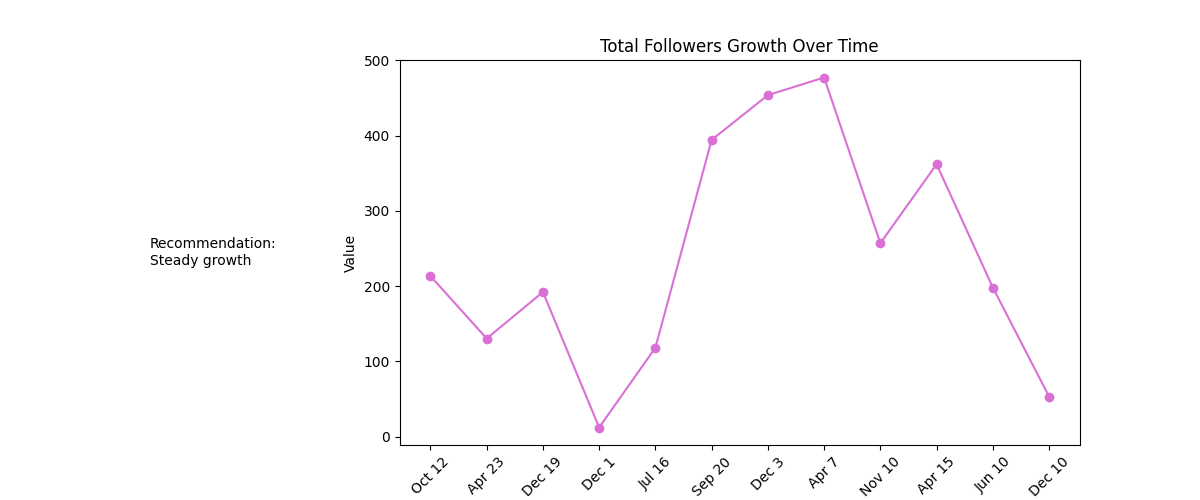 Total Followers Growth Over Time
Recommendation:
Steady growth
Value
500
400
300
200
100
0
Oct 12
Apr 23
Dec 19
Dec 1
Jul 16
Sep 20
Dec 3
Apr 7
Nov 10
Apr 15
Jun 10
Dec 10